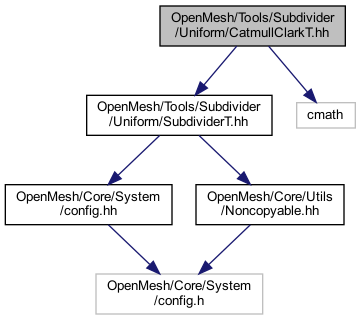 OpenMesh/Tools/Subdivider
/Uniform/CatmullClarkT.hh
OpenMesh/Tools/Subdivider
/Uniform/SubdividerT.hh
cmath
OpenMesh/Core/System
/config.hh
OpenMesh/Core/Utils
/Noncopyable.hh
OpenMesh/Core/System
/config.h